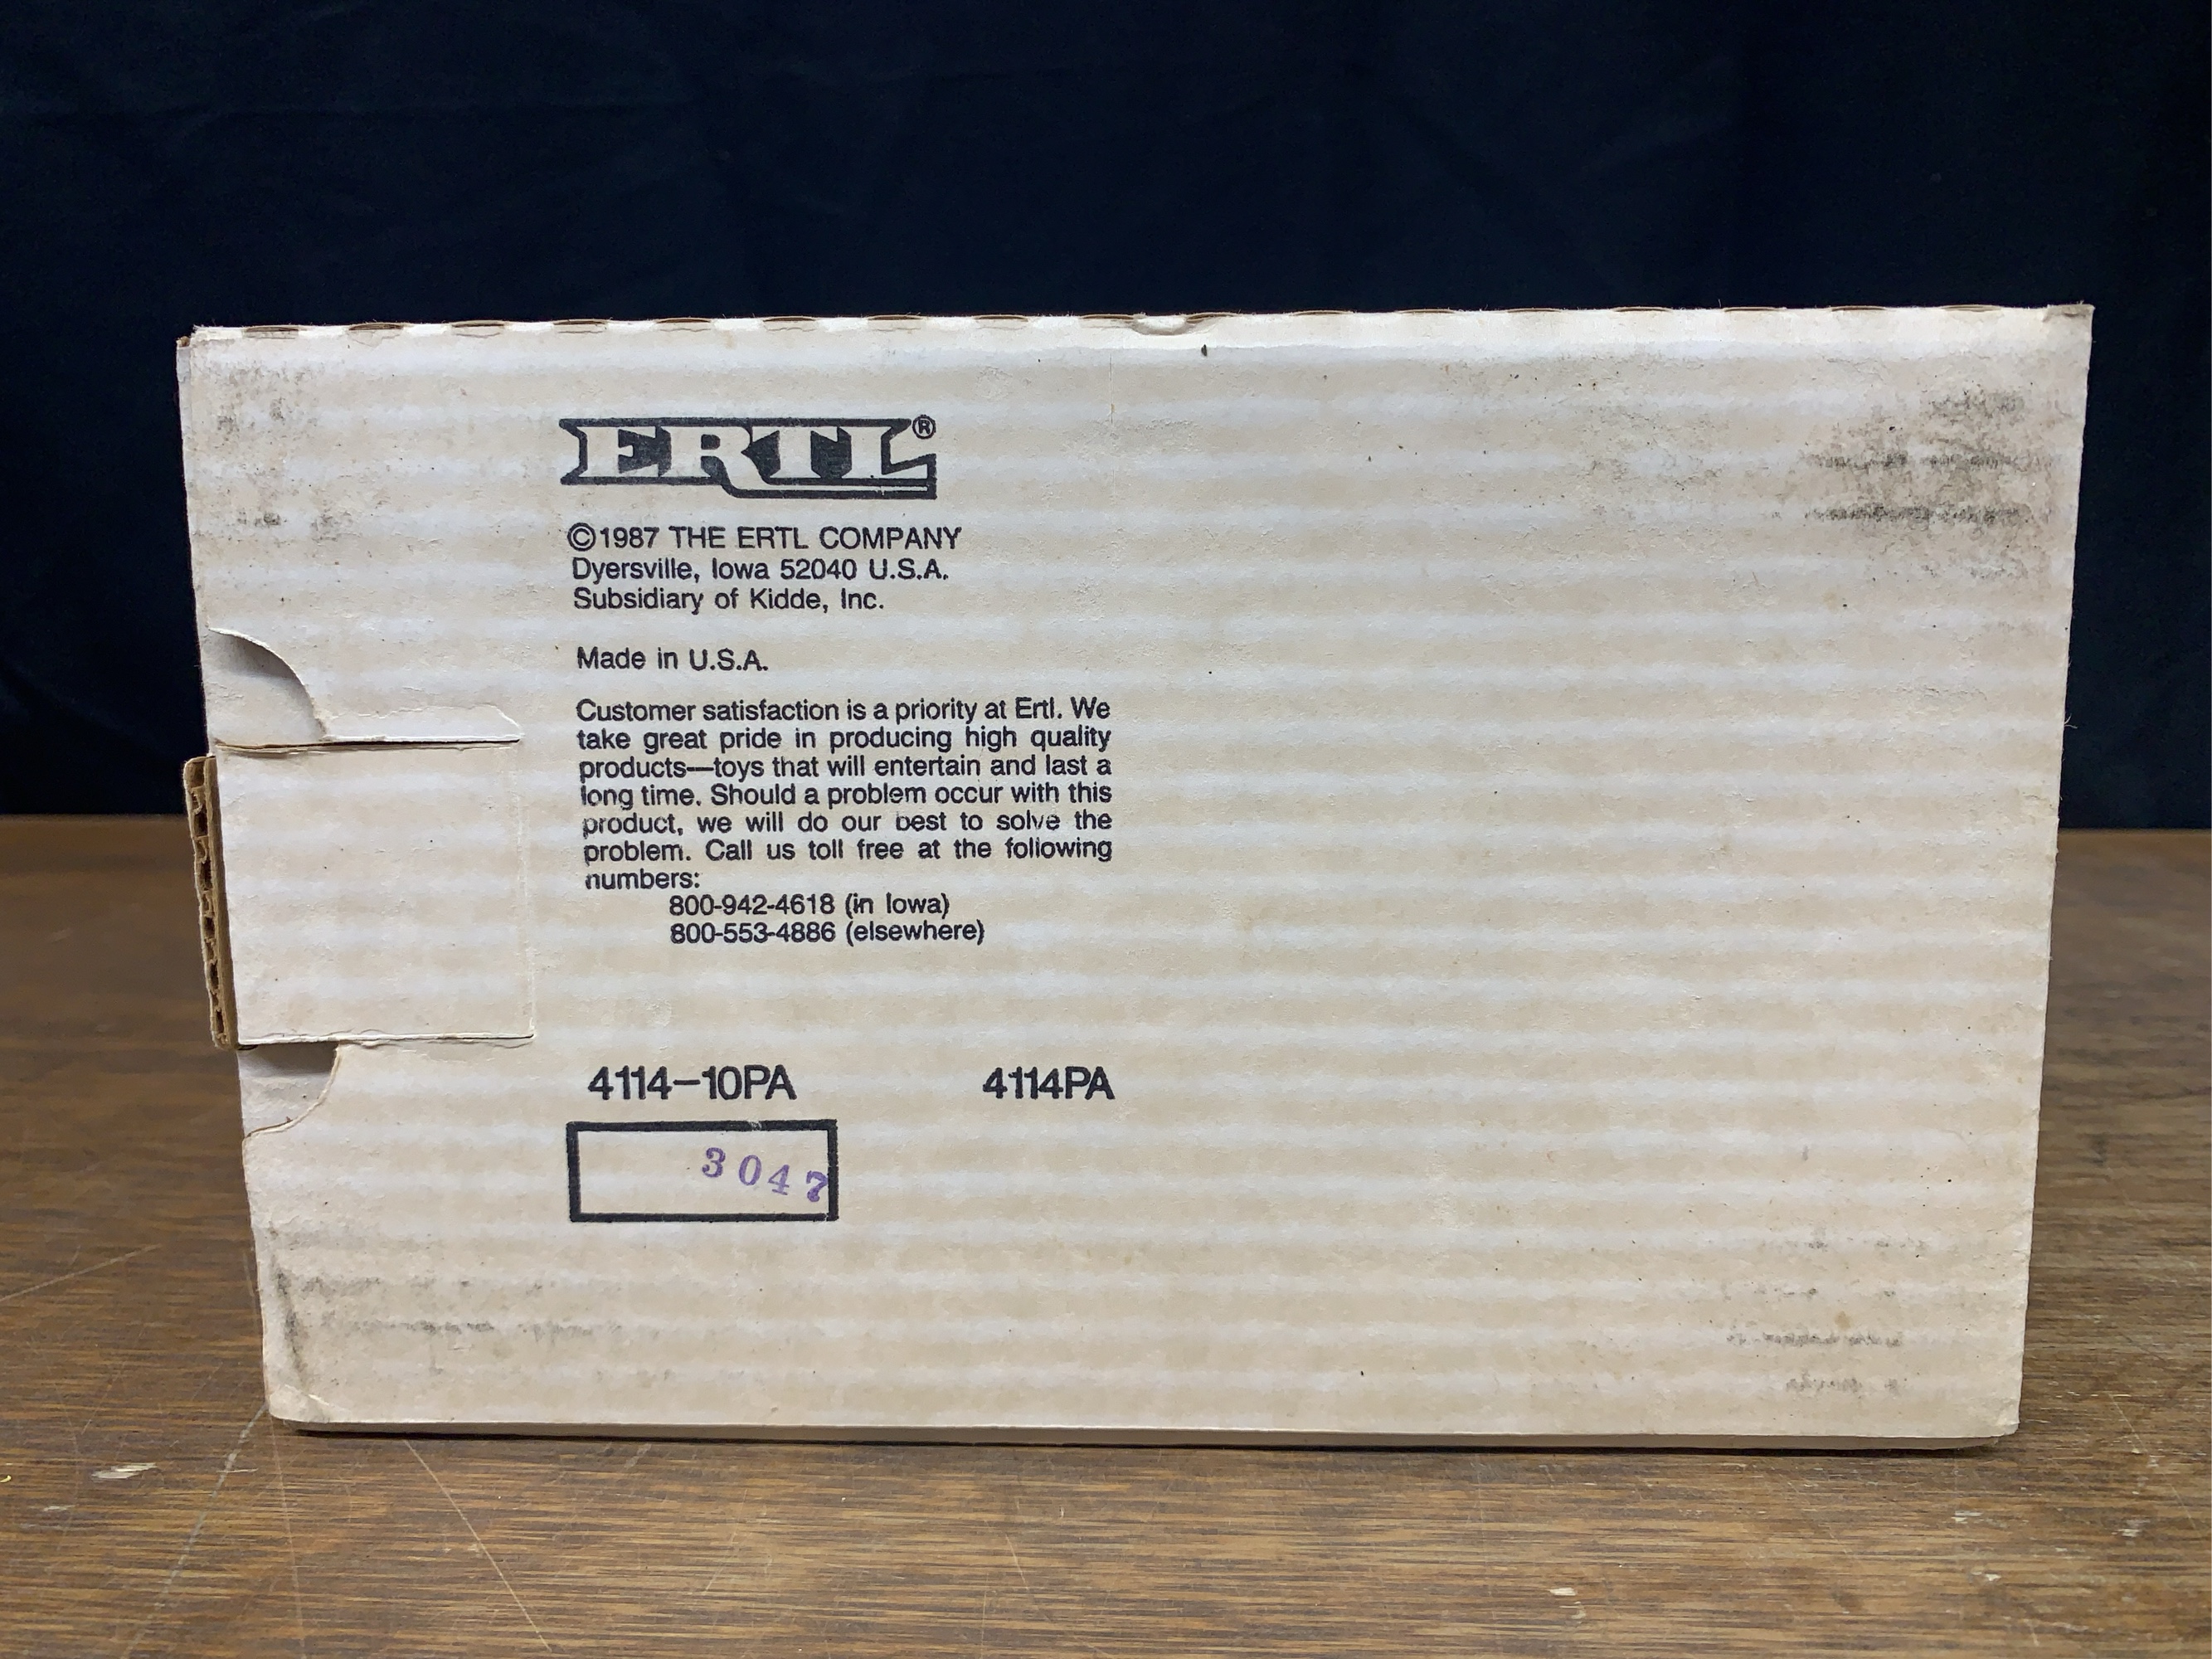 ERTL®
©1987 THE ERTL COMPANY
Dyersville, Iowa 52040 U.S.A.
Subsidiary of Kidde, Inc.
Made in U.S.A.
Customer satisfaction is a priority at Ertl. We
take great pride in producing high quality
products—toys that will entertain and last a
long time. Should a problem occur with this
product, we will do our best to solve the
problem. Call us toll free at the following
numbers:
800-942-4618 (in Iowa)
800-553-4886 (elsewhere)
4114-10PA 4114PA
3047